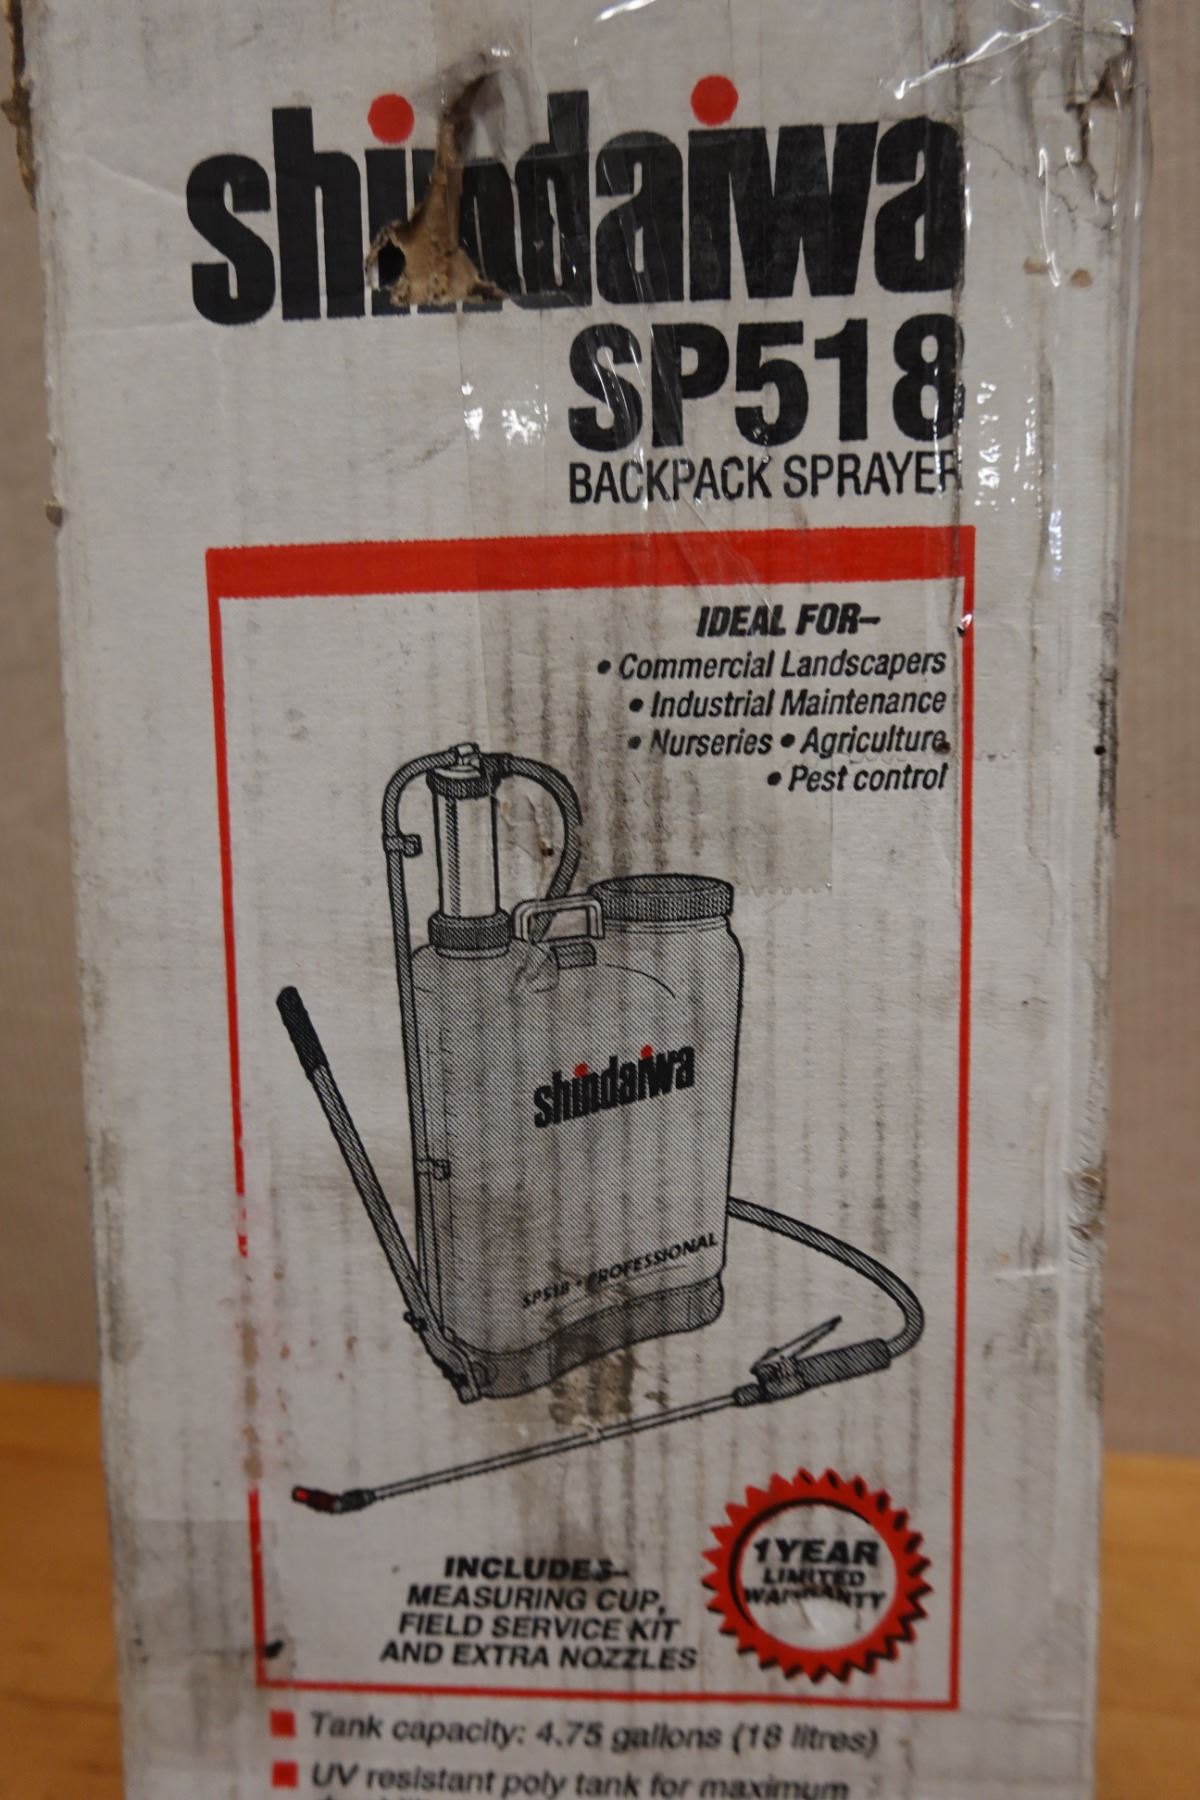 shindaiwa
SP518
BACKPACK SPRAYER
IDEAL FOR–
• Commercial Landscapers
• Industrial Maintenance
• Nurseries • Agriculture
• Pest control
shindaiwa
SP518 • PROFESSIONAL
1 YEAR
LIMITED
WARRANTY
INCLUDES–
MEASURING CUP,
FIELD SERVICE KIT
AND EXTRA NOZZLES
Tank capacity: 4.75 gallons (18 litres)
UV resistant poly tank for maximum